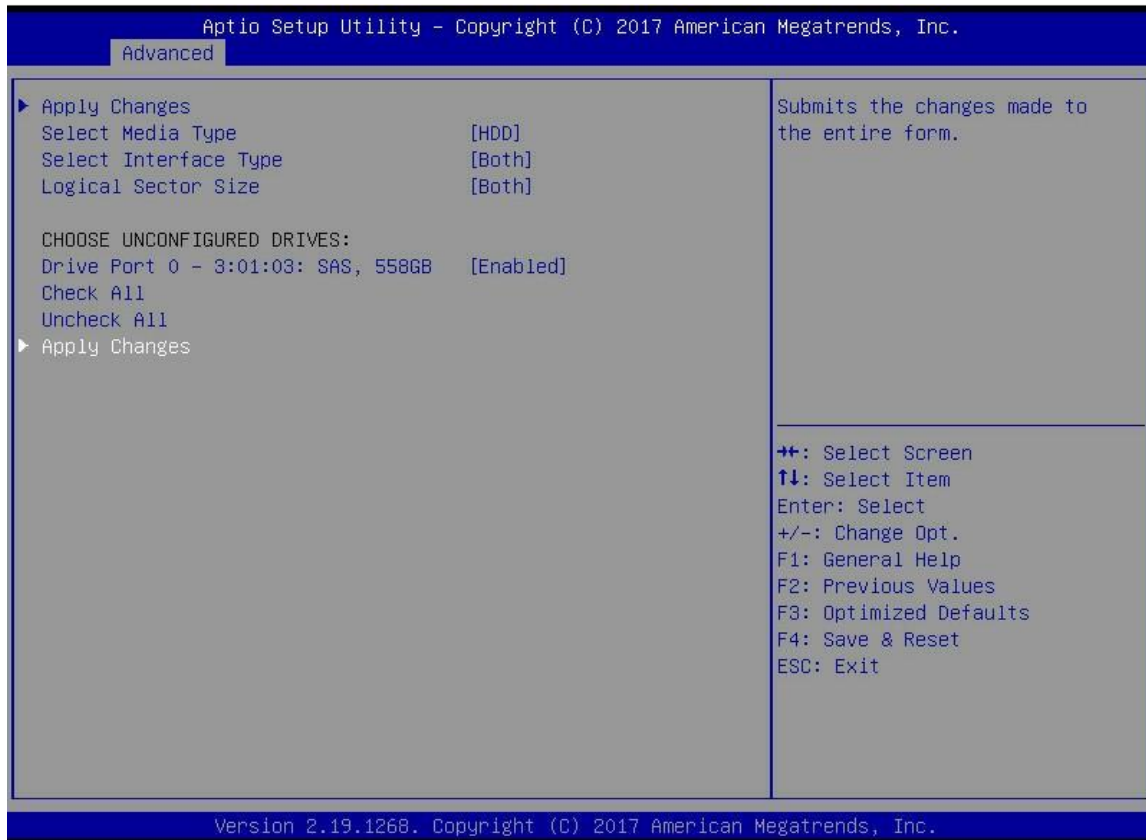 Aptio Setup Utility – Copyright (C) 2017 American Megatrends, Inc.
Advanced
▶ Apply Changes
Select Media Type [HDD]
Select Interface Type [Both]
Logical Sector Size [Both]
CHOOSE UNCONFIGURED DRIVES:
Drive Port 0 – 3:01:03: SAS, 558GB [Enabled]
Check All
Uncheck All
▶ Apply Changes
Submits the changes made to
the entire form.
→←: Select Screen
↑↓: Select Item
Enter: Select
+/-: Change Opt.
F1: General Help
F2: Previous Values
F3: Optimized Defaults
F4: Save & Reset
ESC: Exit
Version 2.19.1268. Copyright (C) 2017 American Megatrends, Inc.